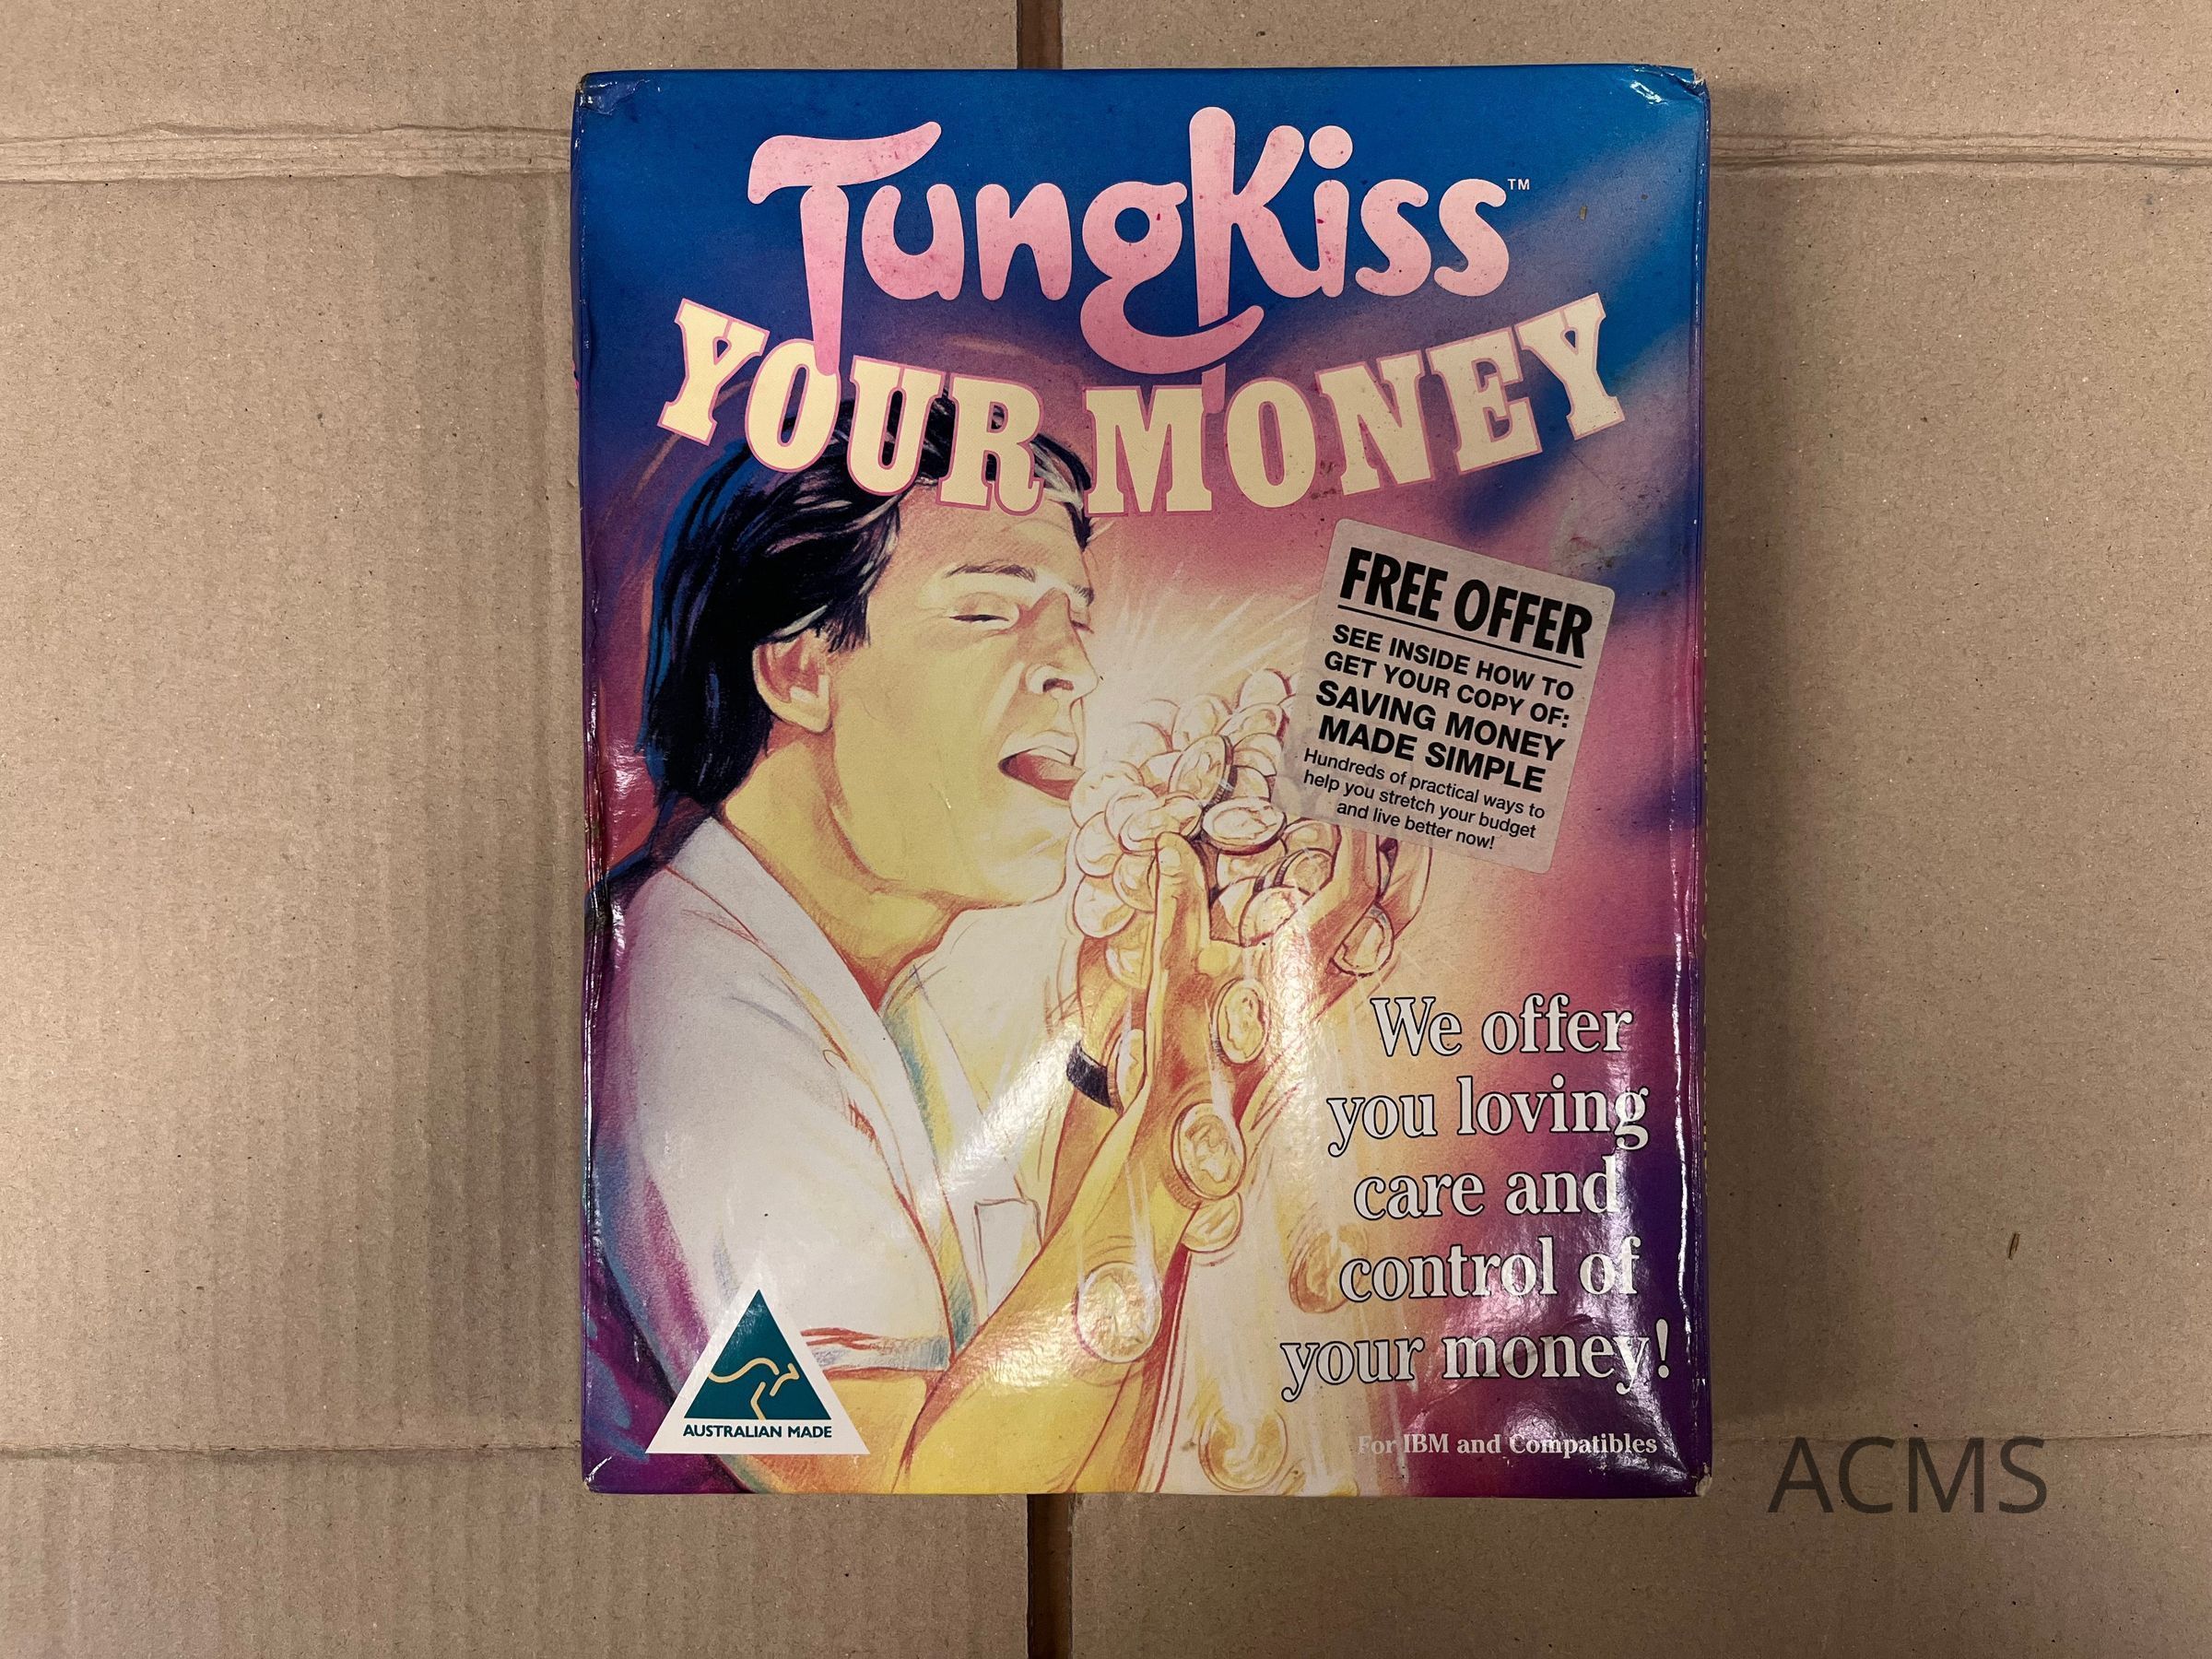 TungKiss™
YOUR MONEY
FREE OFFER
SEE INSIDE HOW TO
GET YOUR COPY OF:
SAVING MONEY
MADE SIMPLE
Hundreds of practical ways to
help you stretch your budget
and live better now!
We offer
you loving
care and
control of
your money!
AUSTRALIAN MADE
For IBM and Compatibles
ACMS